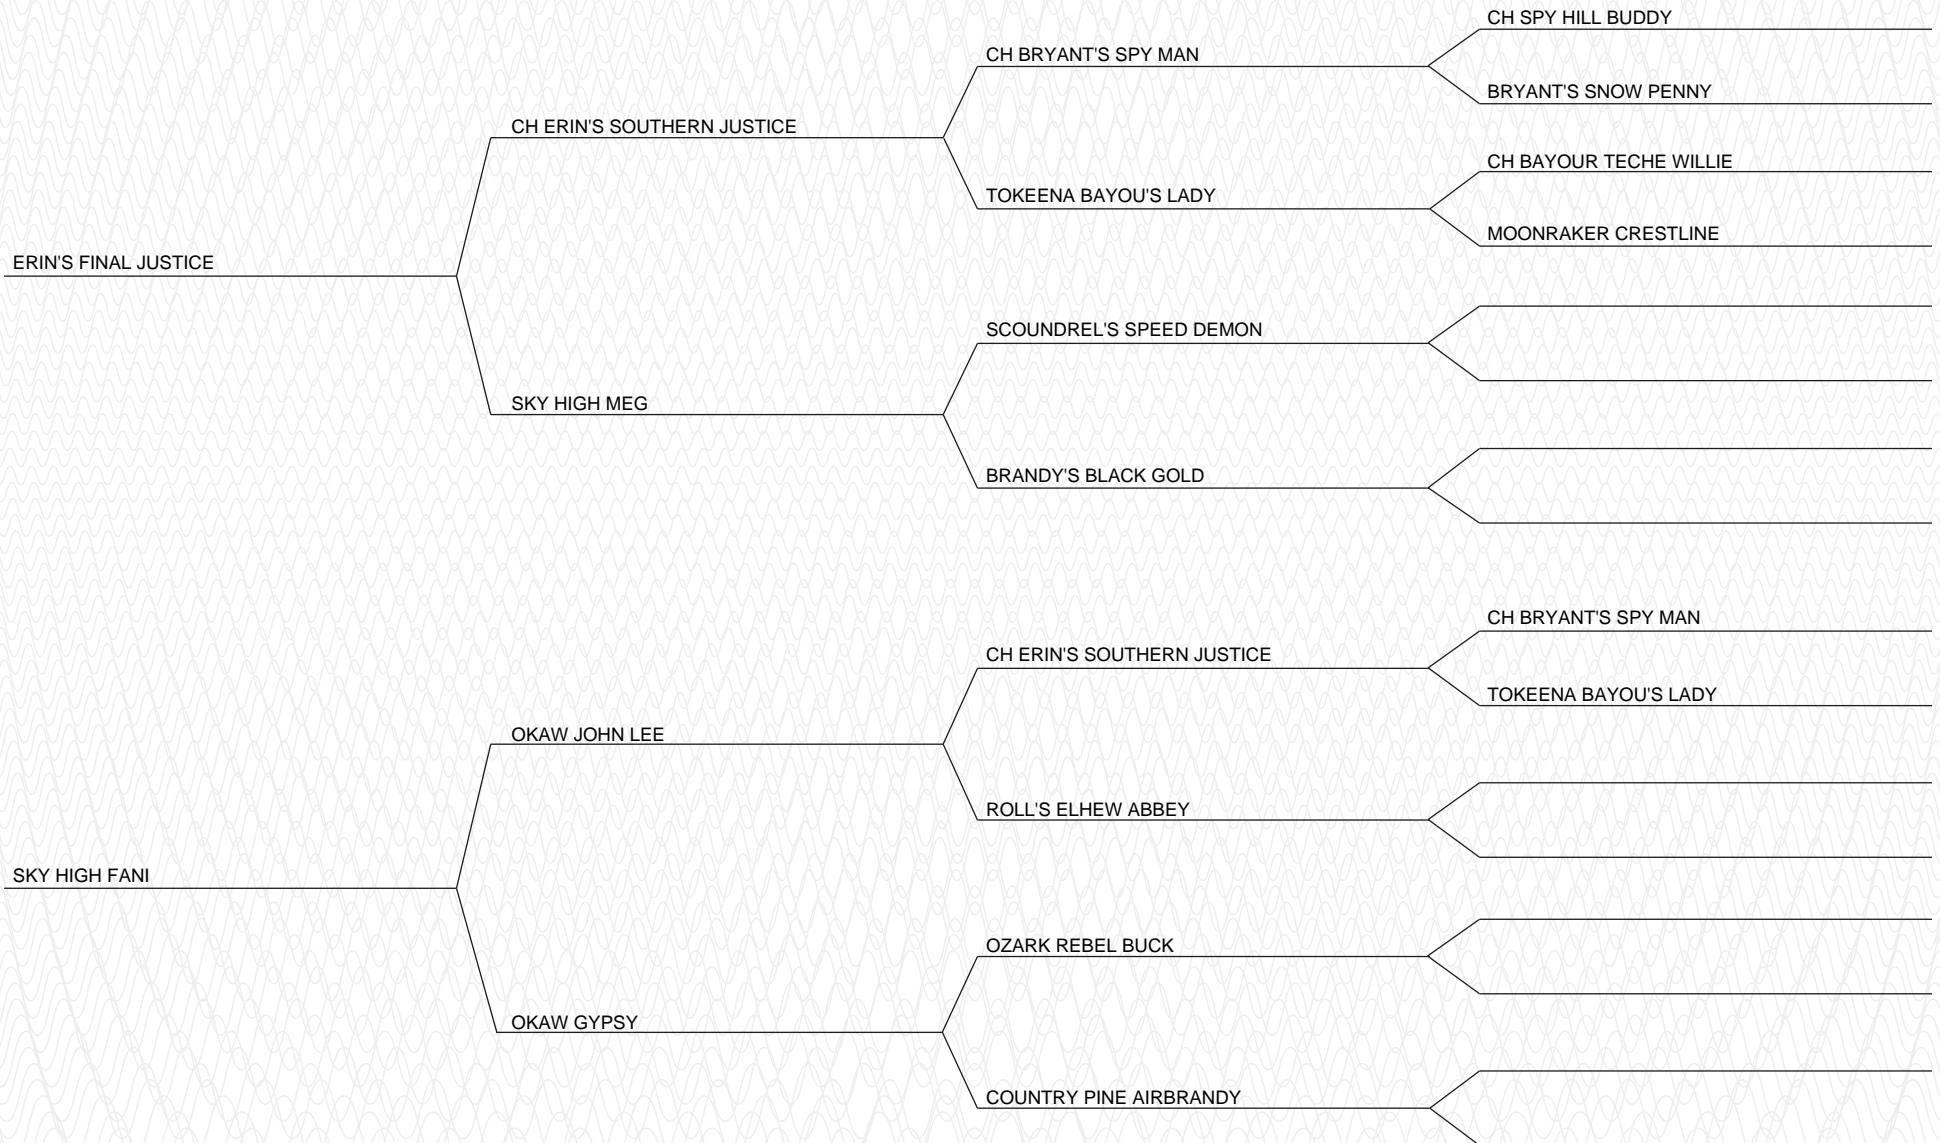 CH SPY HILL BUDDY
CH BRYANT'S SPY MAN
BRYANT'S SNOW PENNY
CH ERIN'S SOUTHERN JUSTICE
CH BAYOUR TECHE WILLIE
TOKEENA BAYOU'S LADY
MOONRAKER CRESTLINE
ERIN'S FINAL JUSTICE
SCOUNDREL'S SPEED DEMON
SKY HIGH MEG
BRANDY'S BLACK GOLD
CH BRYANT'S SPY MAN
CH ERIN'S SOUTHERN JUSTICE
TOKEENA BAYOU'S LADY
OKAW JOHN LEE
ROLL'S ELHEW ABBEY
SKY HIGH FANI
OZARK REBEL BUCK
OKAW GYPSY
COUNTRY PINE AIRBRANDY